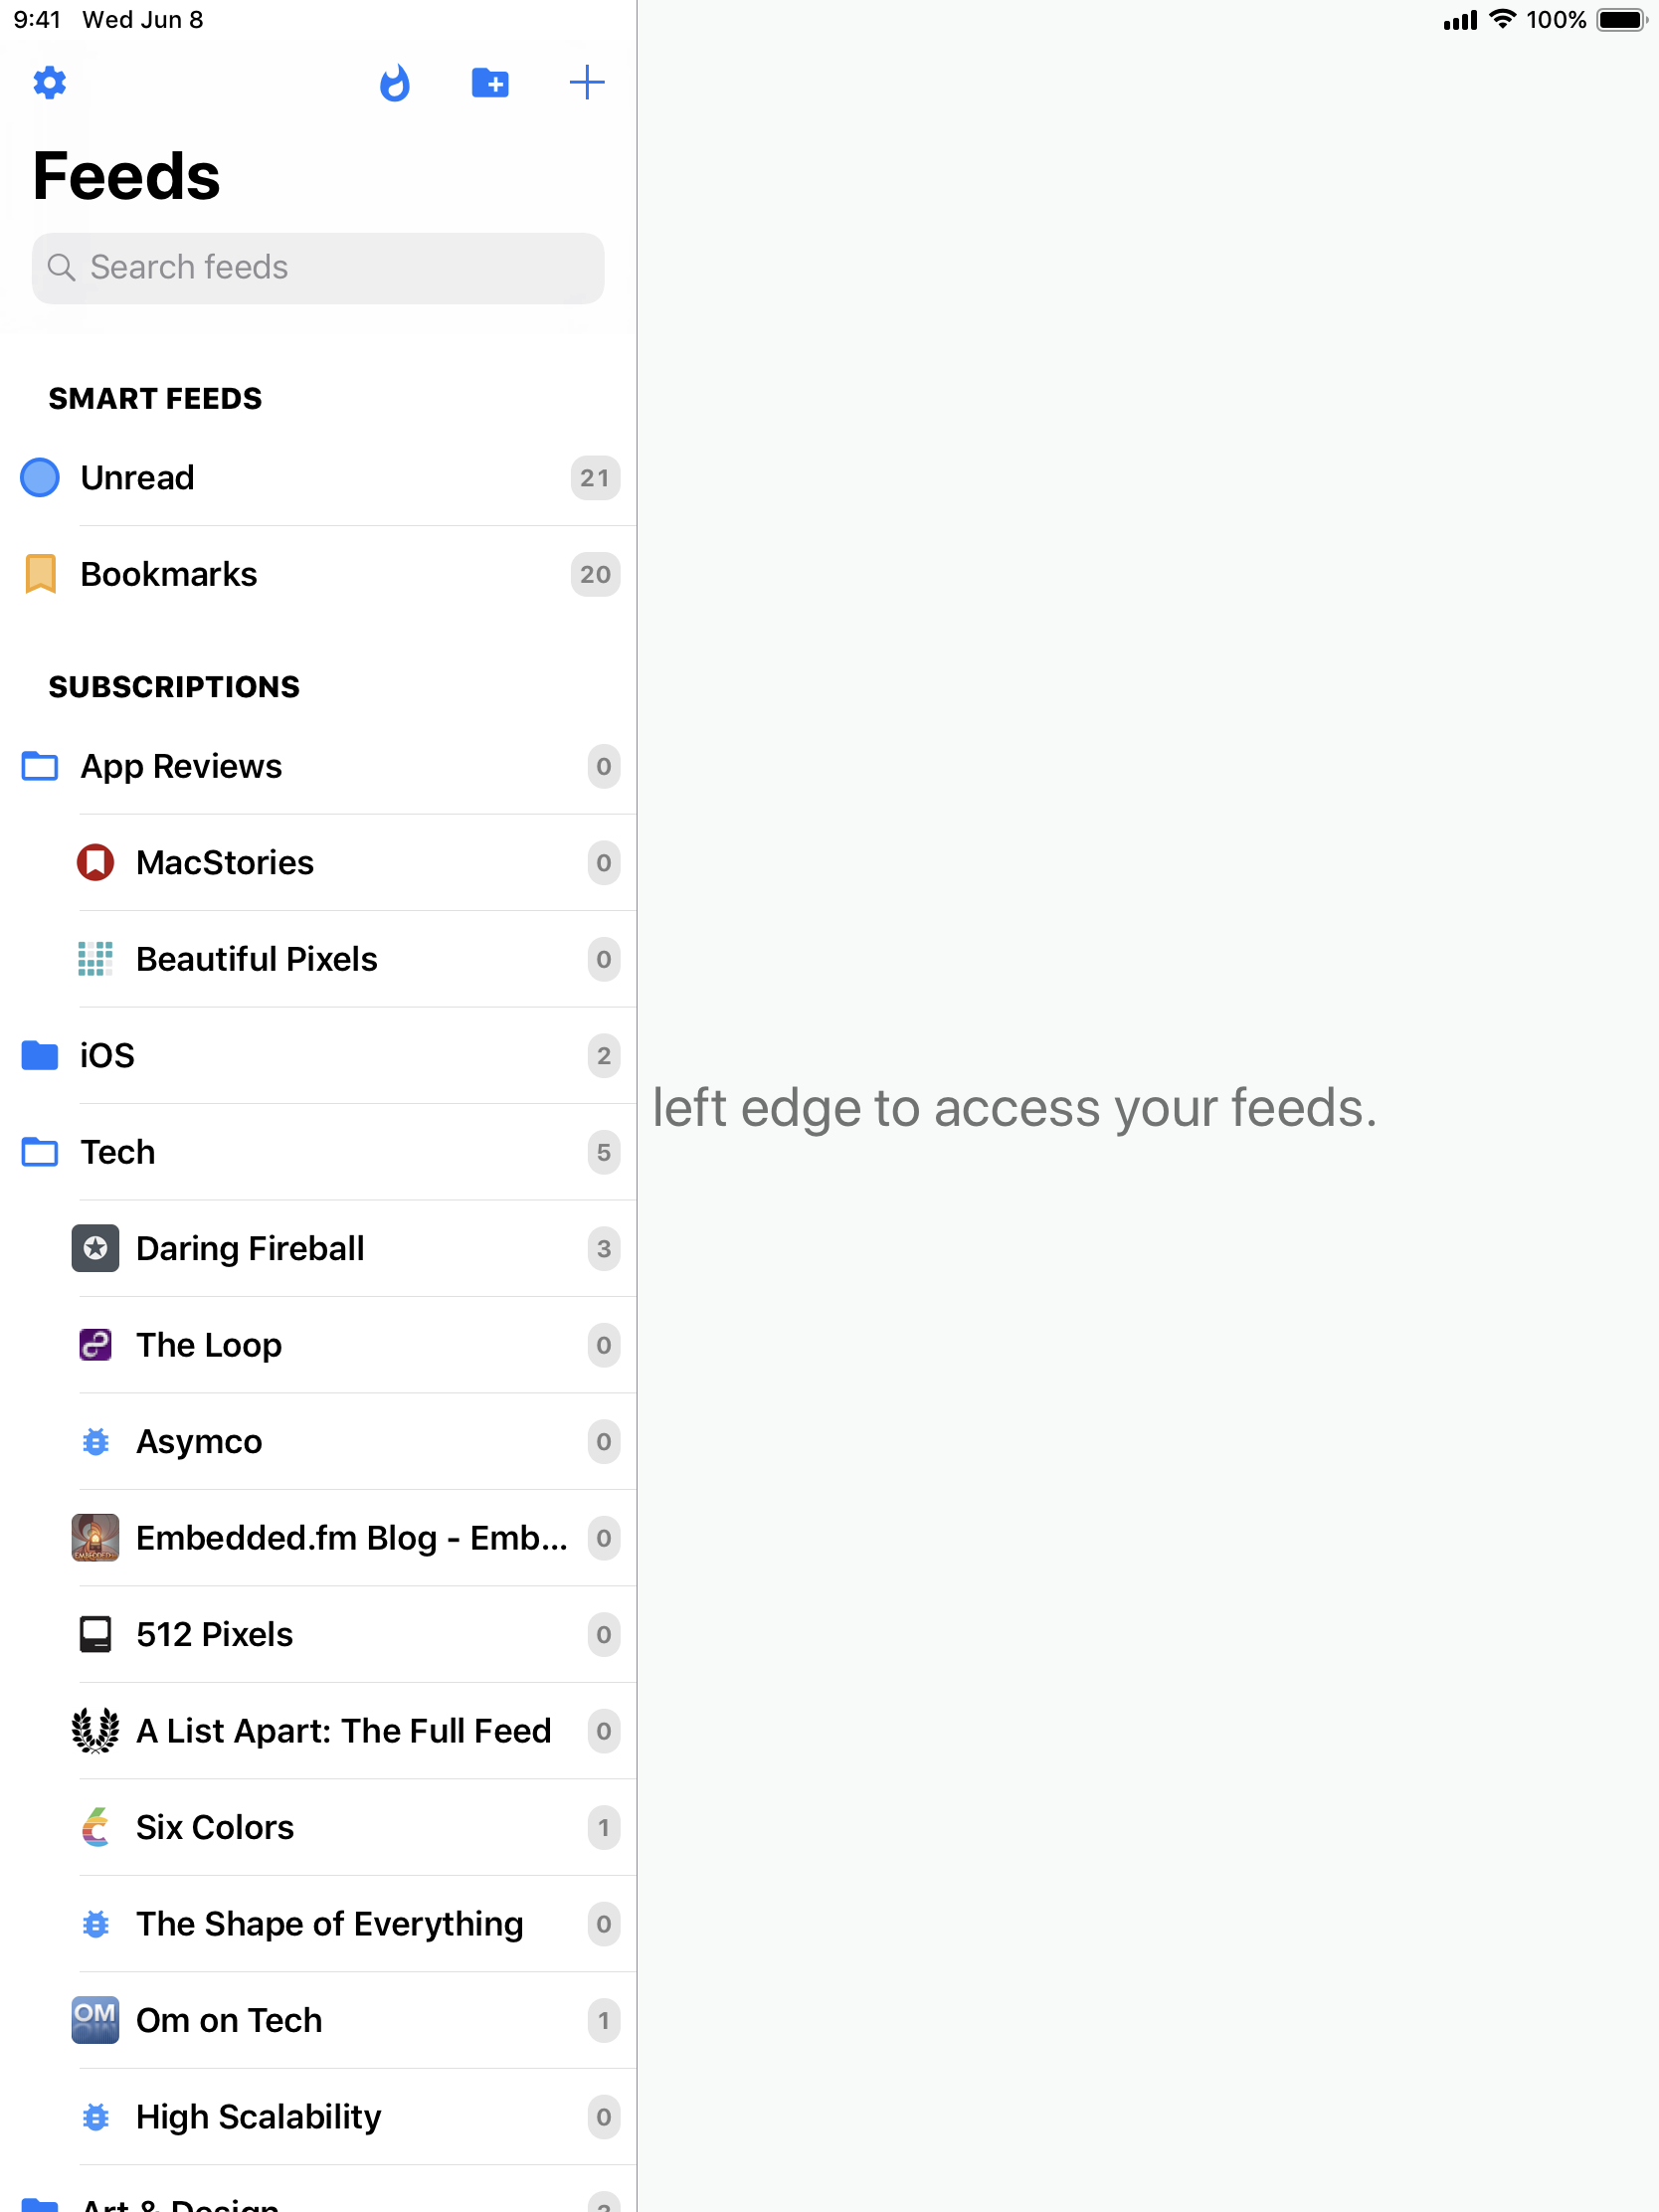 9:41 Wed Jun 8 100%
Feeds
Search feeds
SMART FEEDS
Unread 21
Bookmarks 20
SUBSCRIPTIONS
App Reviews 0
MacStories 0
Beautiful Pixels 0
iOS 2
left edge to access your feeds.
Tech 5
Daring Fireball 3
The Loop 0
Asymco 0
Embedded.fm Blog - Emb... 0
512 Pixels 0
A List Apart: The Full Feed 0
Six Colors 1
The Shape of Everything 0
OM
Om on Tech 1
High Scalability 0
Art & Design